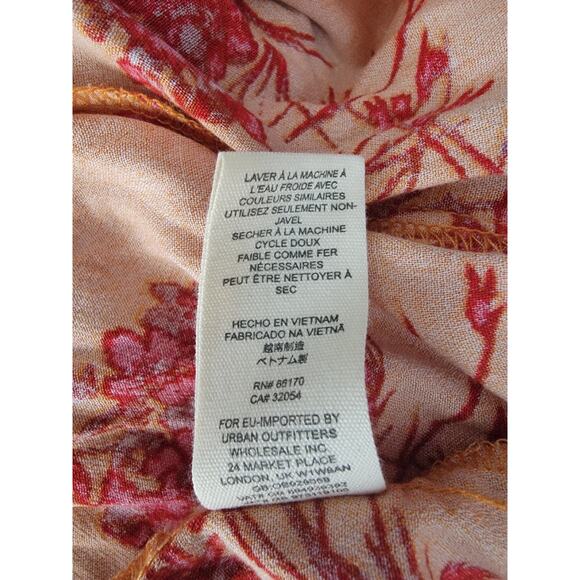 LAVER À LA MACHINE À
L'EAU FROIDE AVEC
COULEURS SIMILAIRES
UTILISEZ SEULEMENT NON-
JAVEL
SECHER À LA MACHINE
CYCLE DOUX
FAIBLE COMME FER
NÉCESSAIRES
PEUT ÊTRE NETTOYER À
SEC
HECHO EN VIETNAM
FABRICADO NA VIETNÃ
越南制造
ベトナム製
RN# 66170
CA# 32054
FOR EU-IMPORTED BY
URBAN OUTFITTERS
WHOLESALE INC.
24 MARKET PLACE
LONDON, UK W1W8AN